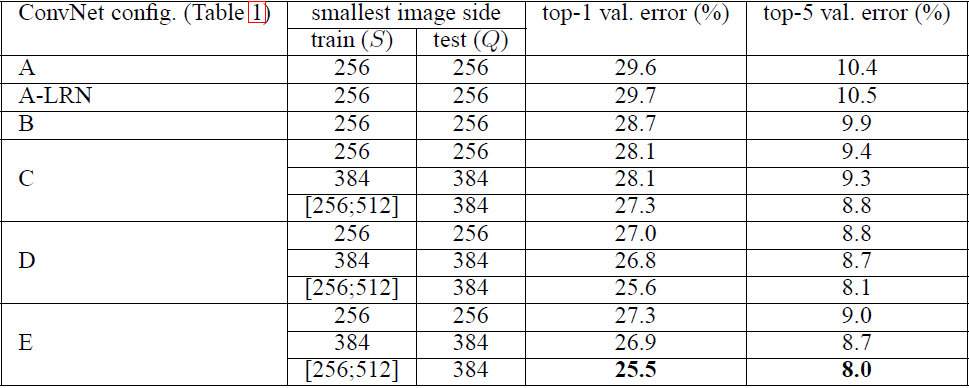 ConvNet config. (Table 1) smallest image side top-1 val. error (%) top-5 val. error (%)
train (S) test (Q)
A 256 256 29.6 10.4
A-LRN 256 256 29.7 10.5
B 256 256 28.7 9.9
256 256 28.1 9.4
C 384 384 28.1 9.3
[256;512] 384 27.3 8.8
256 256 27.0 8.8
D 384 384 26.8 8.7
[256;512] 384 25.6 8.1
256 256 27.3 9.0
E 384 384 26.9 8.7
[256;512] 384 25.5 8.0